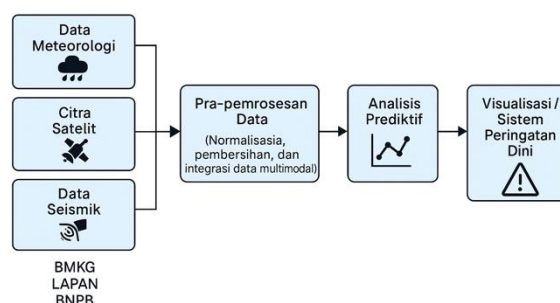 Data
Meteorologi
Citra
Satelit
Data
Seismik
BMKG
LAPAN
BNPB
Pra-pemrosesan
Data
(Normalisasia,
pembersihan, dan
integrasi data multimodal)
Analisis
Prediktif
Visualisasi /
Sistem
Peringatan
Dini